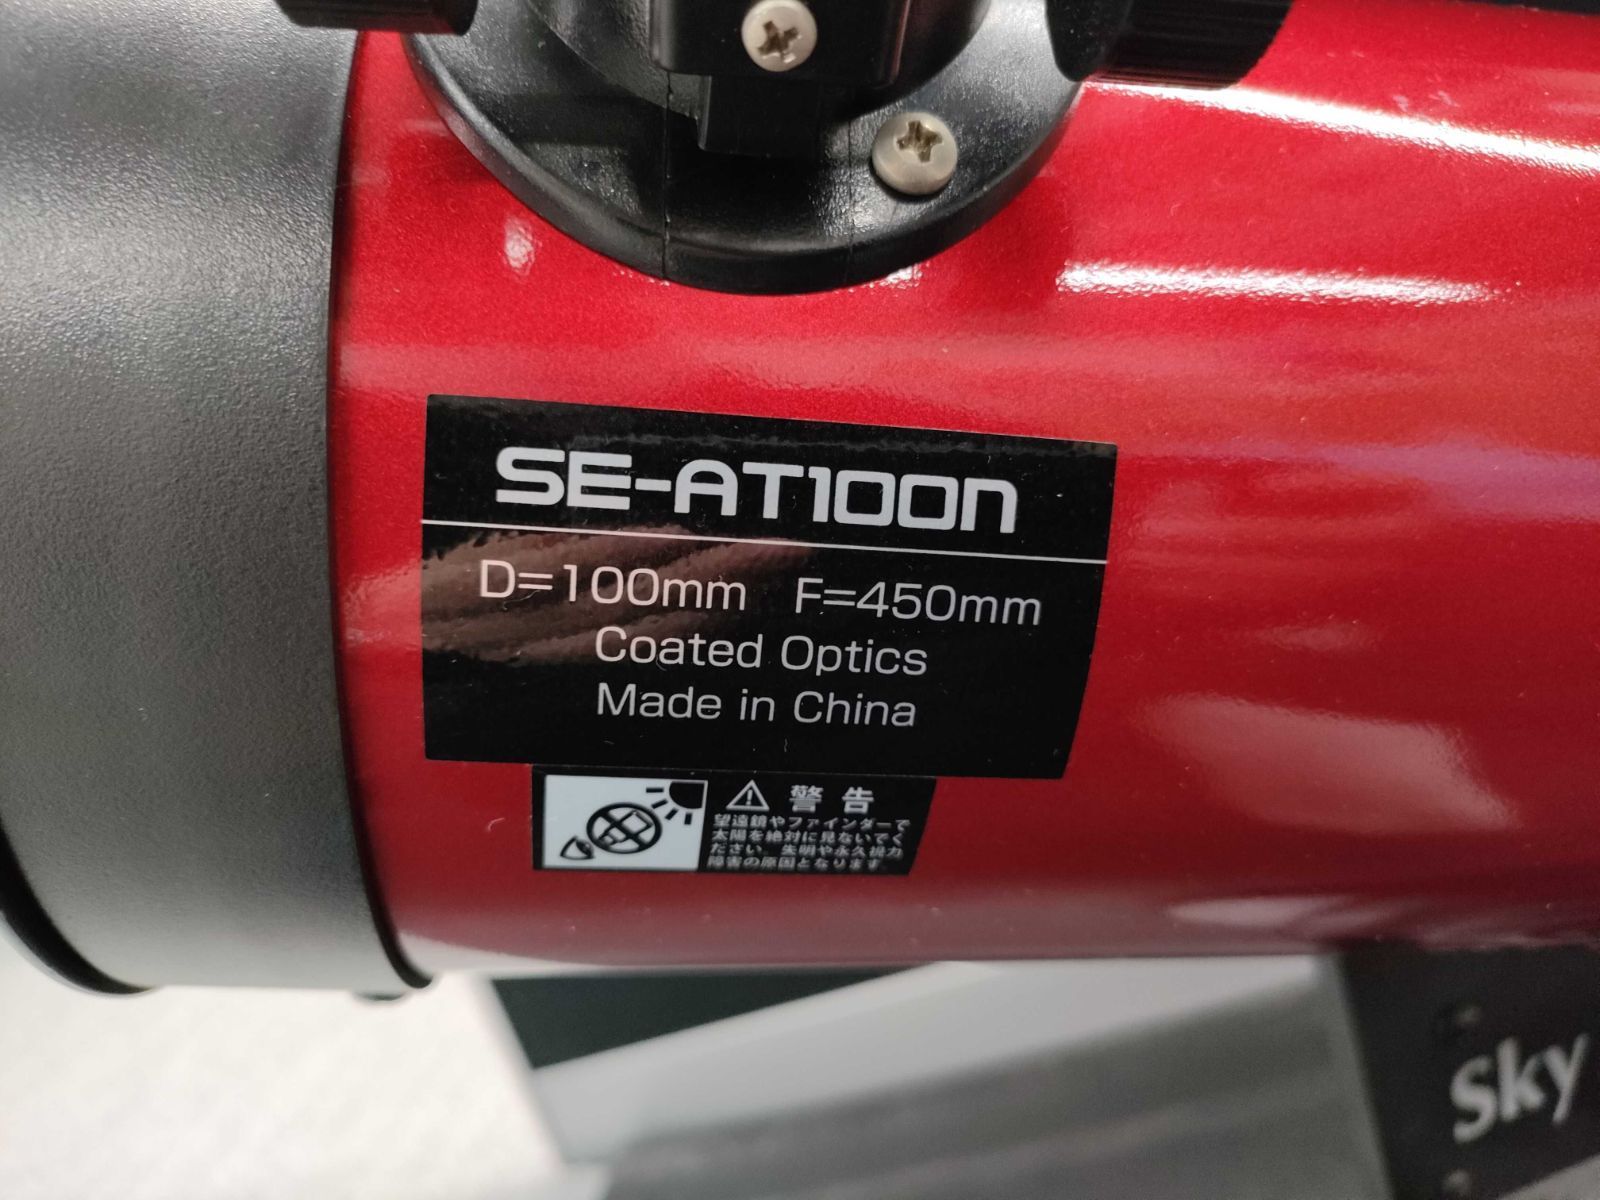 SE-AT100N
D=100mm F=450mm
Coated Optics
Made in China
警告
望遠鏡やファインダーで
太陽を絶対に見ないでく
ださい。失明や永久視力
障害の原因となります。
Sky